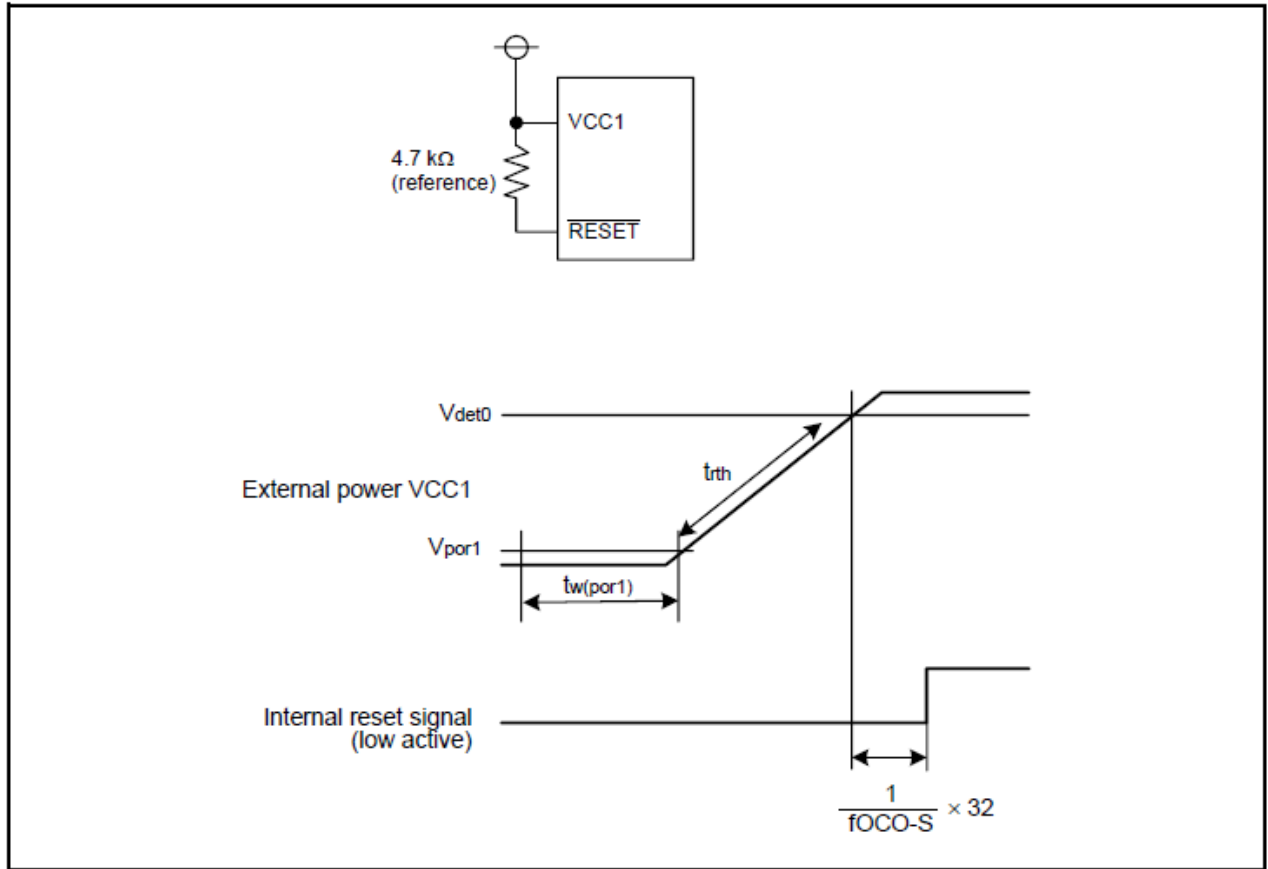 VCC1
4.7 kΩ
(reference)
RESET
Vdet0
trth
External power VCC1
Vpor1
tw(por1)
Internal reset signal
(low active)
1
fOCO-S
× 32